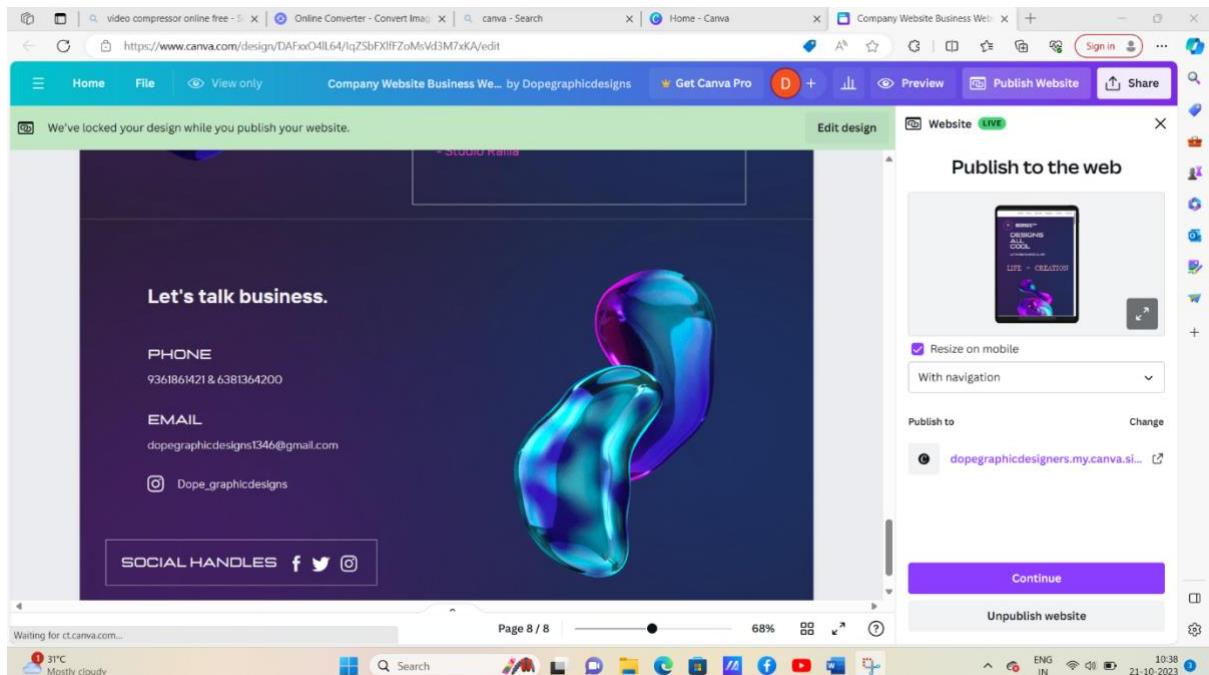 video compressor online free - S
Online Converter - Convert Imag
canva - Search
Home - Canva
Company Website Business Web
https://www.canva.com/design/DAFxxO4lL64/IqZSbFXlfFZoMsVd3M7xKA/edit
Sign in
Home File View only Company Website Business We... by Dopegraphicdesigns Get Canva Pro D + Preview Publish Website Share
We've locked your design while you publish your website. Edit design
- Studio Rallia
Let's talk business.
PHONE
9361861421 & 6381364200
EMAIL
dopegraphicdesigns1346@gmail.com
Dope_graphicdesigns
SOCIAL HANDLES
Website LIVE
Publish to the web
DESIGNS
ALL
COOL
LIFE - CREATION
Resize on mobile
With navigation
Publish to Change
dopegraphicdesigners.my.canva.si...
Continue
Unpublish website
Waiting for ct.canva.com...
Page 8 / 8 68%
1
31°C
Mostly cloudy
Search
ENG
IN
10:38
21-10-2023
3